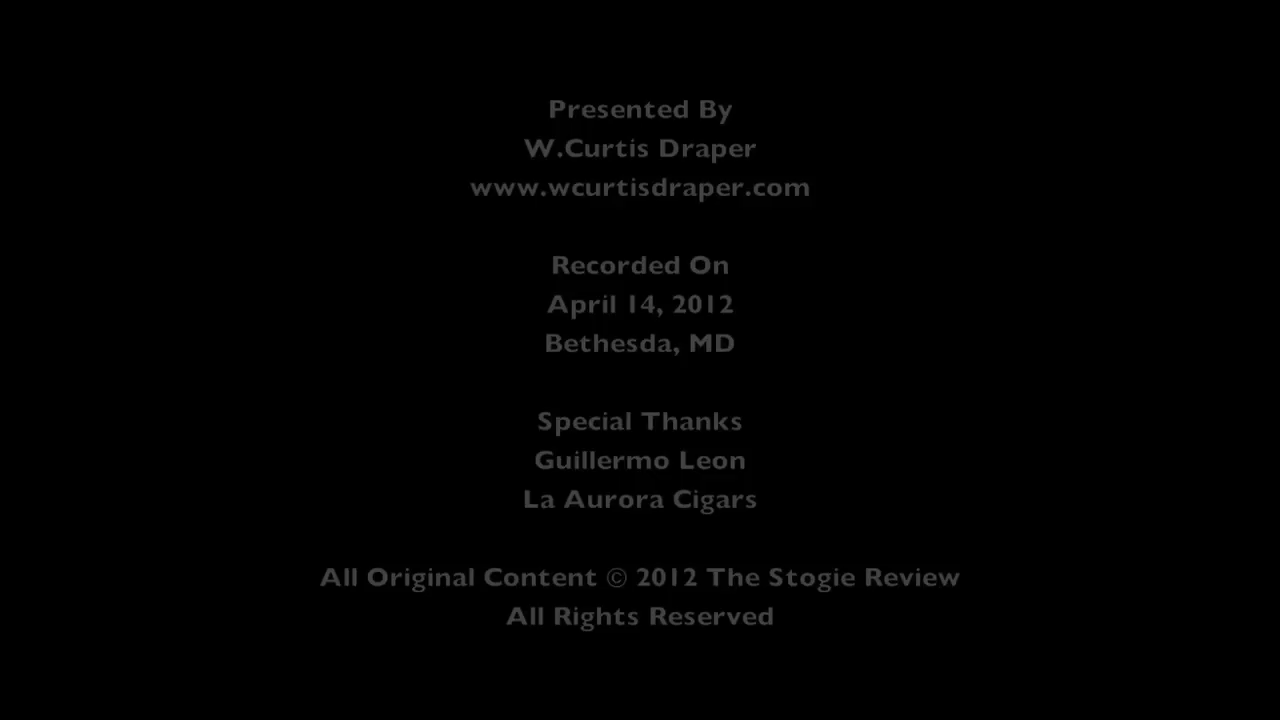 Presented By
W.Curtis Draper
www.wcurtisdraper.com
Recorded On
April 14, 2012
Bethesda, MD
Special Thanks
Guillermo Leon
La Aurora Cigars
All Original Content © 2012 The Stogie Review
All Rights Reserved